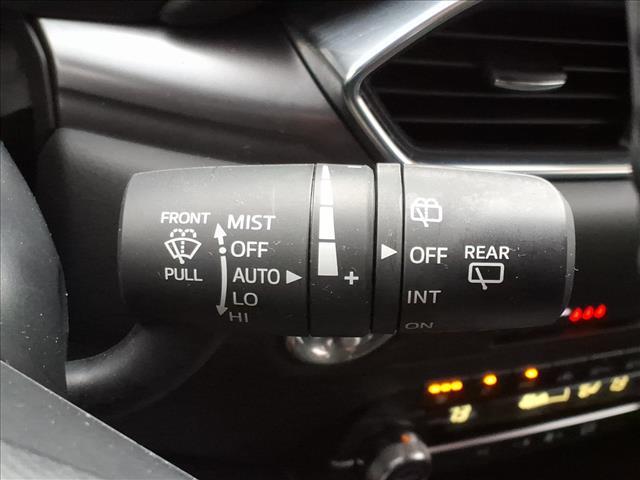 FRONT
PULL
MIST
OFF
AUTO
LO
HI
+
OFF
INT
ON
REAR